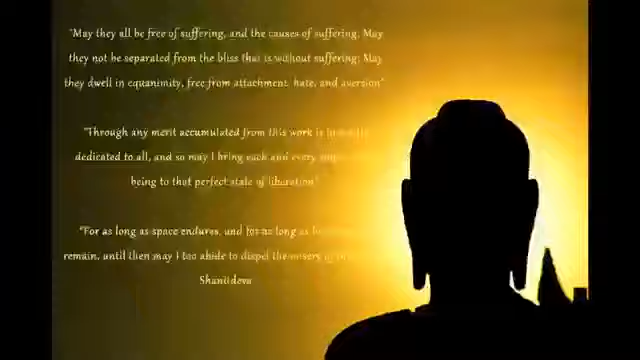 "May they all be free of suffering, and the causes of suffering; May
they not be separated from the bliss that is without suffering; May
they dwell in equanimity, free from attachment, hate, and aversion"
"Through any merit accumulated from this work is
dedicated to all, and so may I bring each and every
being to that perfect state of liberation"
"For as long as space endures, and for as long as
remain, until then may I too abide to dispel the misery of
Shantideva